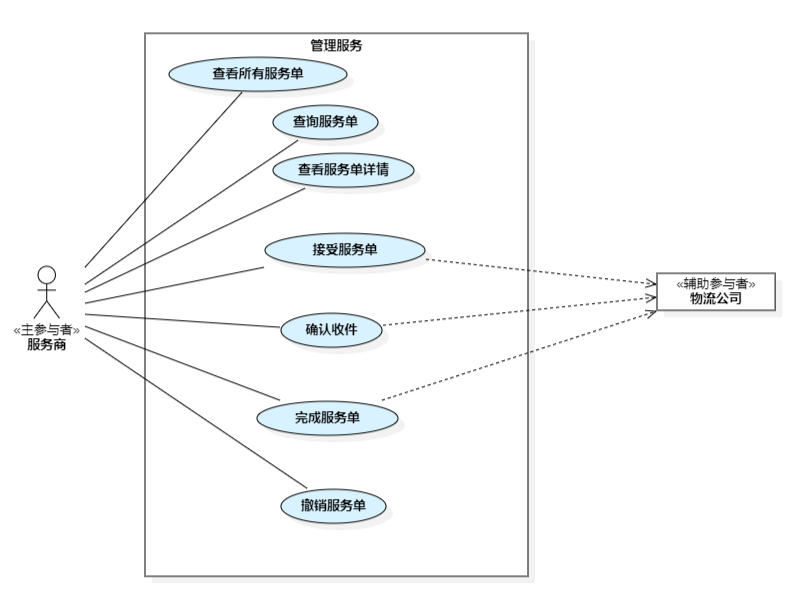 管理服务
查看所有服务单
查询服务单
查看服务单详情
接受服务单
«辅助参与者»
物流公司
«主参与者»
服务商
确认收件
完成服务单
撤销服务单